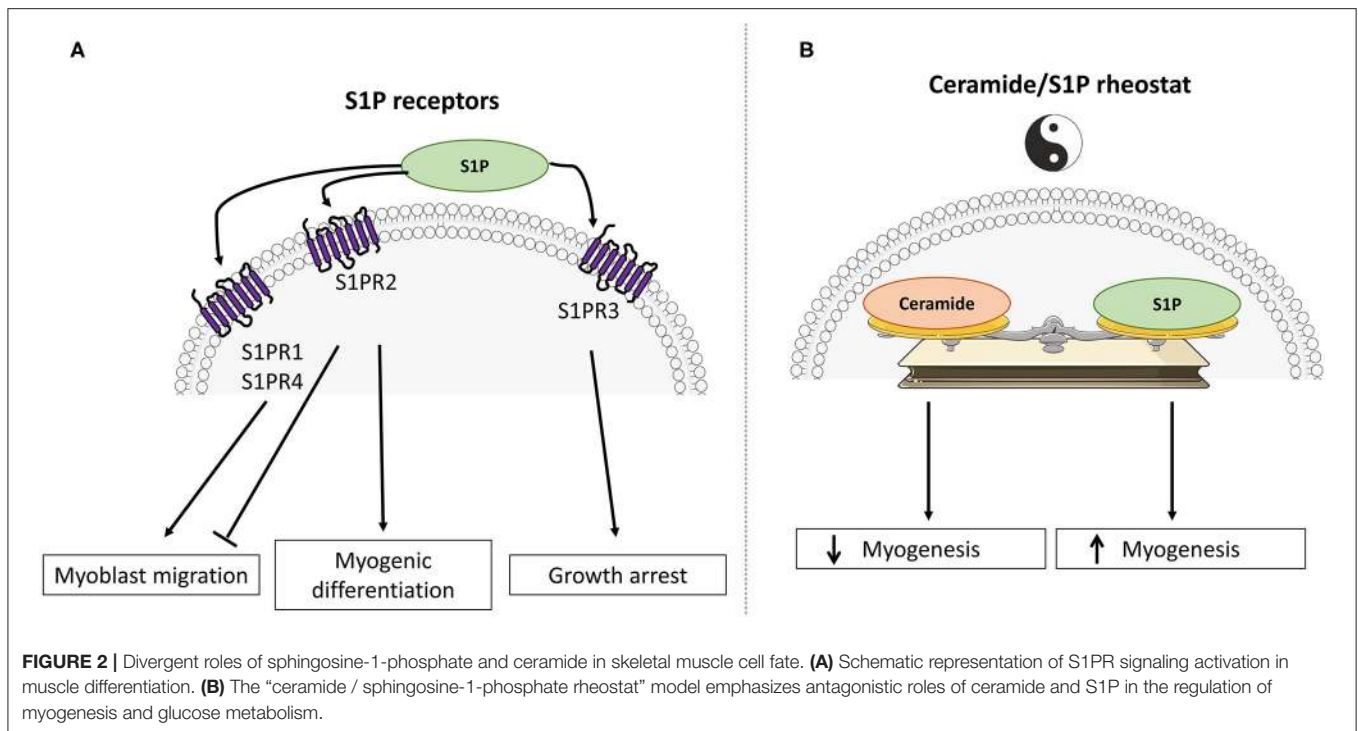 A
S1P receptors
S1P
S1PR2
S1PR3
S1PR1
S1PR4
Myoblast migration
Myogenic
differentiation
Growth arrest
B
Ceramide/S1P rheostat
Ceramide
S1P
↓ Myogenesis
↑ Myogenesis
FIGURE 2 | Divergent roles of sphingosine-1-phosphate and ceramide in skeletal muscle cell fate. (A) Schematic representation of S1PR signaling activation in
muscle differentiation. (B) The “ceramide / sphingosine-1-phosphate rheostat” model emphasizes antagonistic roles of ceramide and S1P in the regulation of
myogenesis and glucose metabolism.